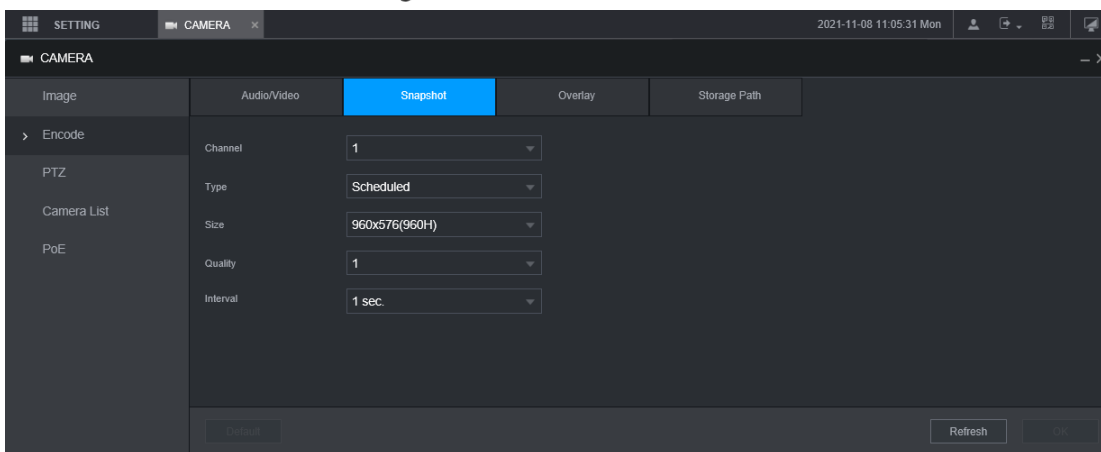 SETTING CAMERA × 2021-11-08 11:05:31 Mon
CAMERA
Image
Encode
PTZ
Camera List
PoE
Audio/Video Snapshot Overlay Storage Path
Channel 1
Type Scheduled
Size 960x576(960H)
Quality 1
Interval 1 sec.
Default Refresh OK